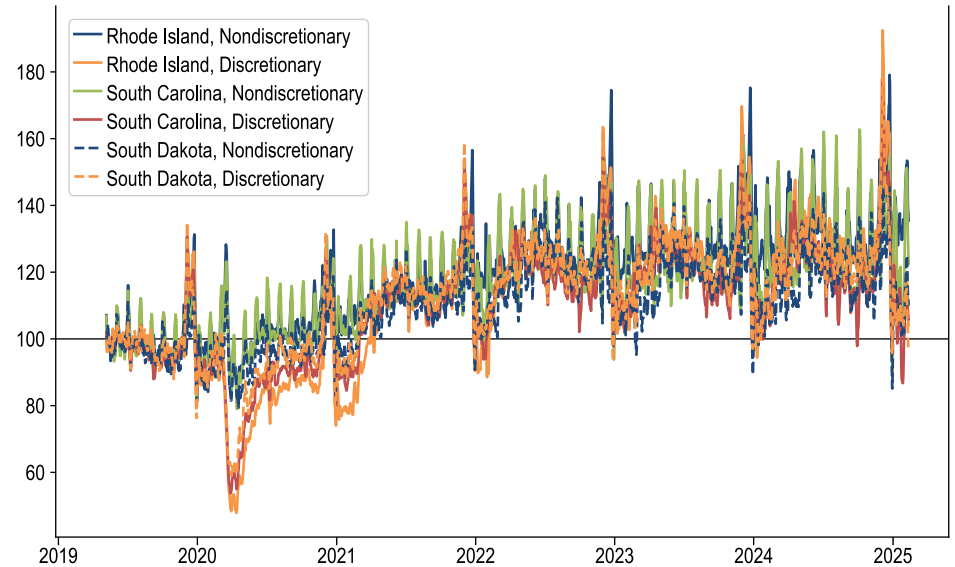 Rhode Island, Nondiscretionary
Rhode Island, Discretionary
South Carolina, Nondiscretionary
South Carolina, Discretionary
South Dakota, Nondiscretionary
South Dakota, Discretionary
180
160
140
120
100
80
60
2019 2020 2021 2022 2023 2024 2025